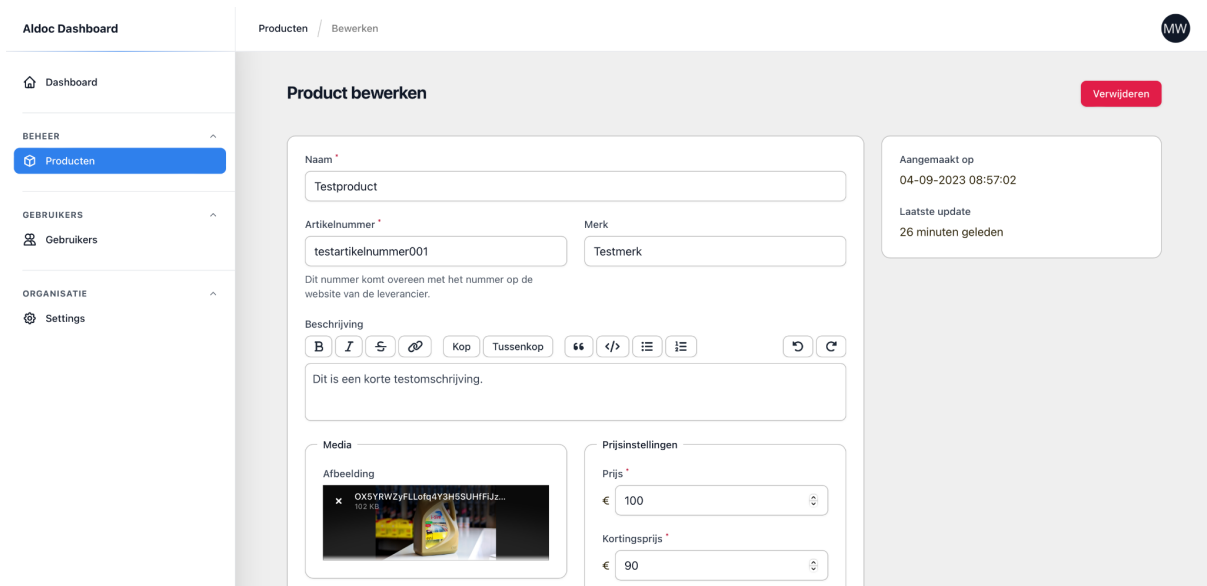 Aldoc Dashboard
Producten / Bewerken
MW
Dashboard
BEHEER
Producten
GEBRUIKERS
Gebruikers
ORGANISATIE
Settings
Product bewerken
Verwijderen
Naam *
Testproduct
Artikelnummer *
Merk
testartikelnummer001
Testmerk
Dit nummer komt overeen met het nummer op de
website van de leverancier.
Beschrijving
B I S Kop Tussenkop
Dit is een korte testomschrijving.
Media
Afbeelding
OX5YRWZyFLLofq4Y3H5SUHfFiJz...
102 KB
Prijsinstellingen
Prijs *
€ 100
Kortingsprijs *
€ 90
Aangemaakt op
04-09-2023 08:57:02
Laatste update
26 minuten geleden